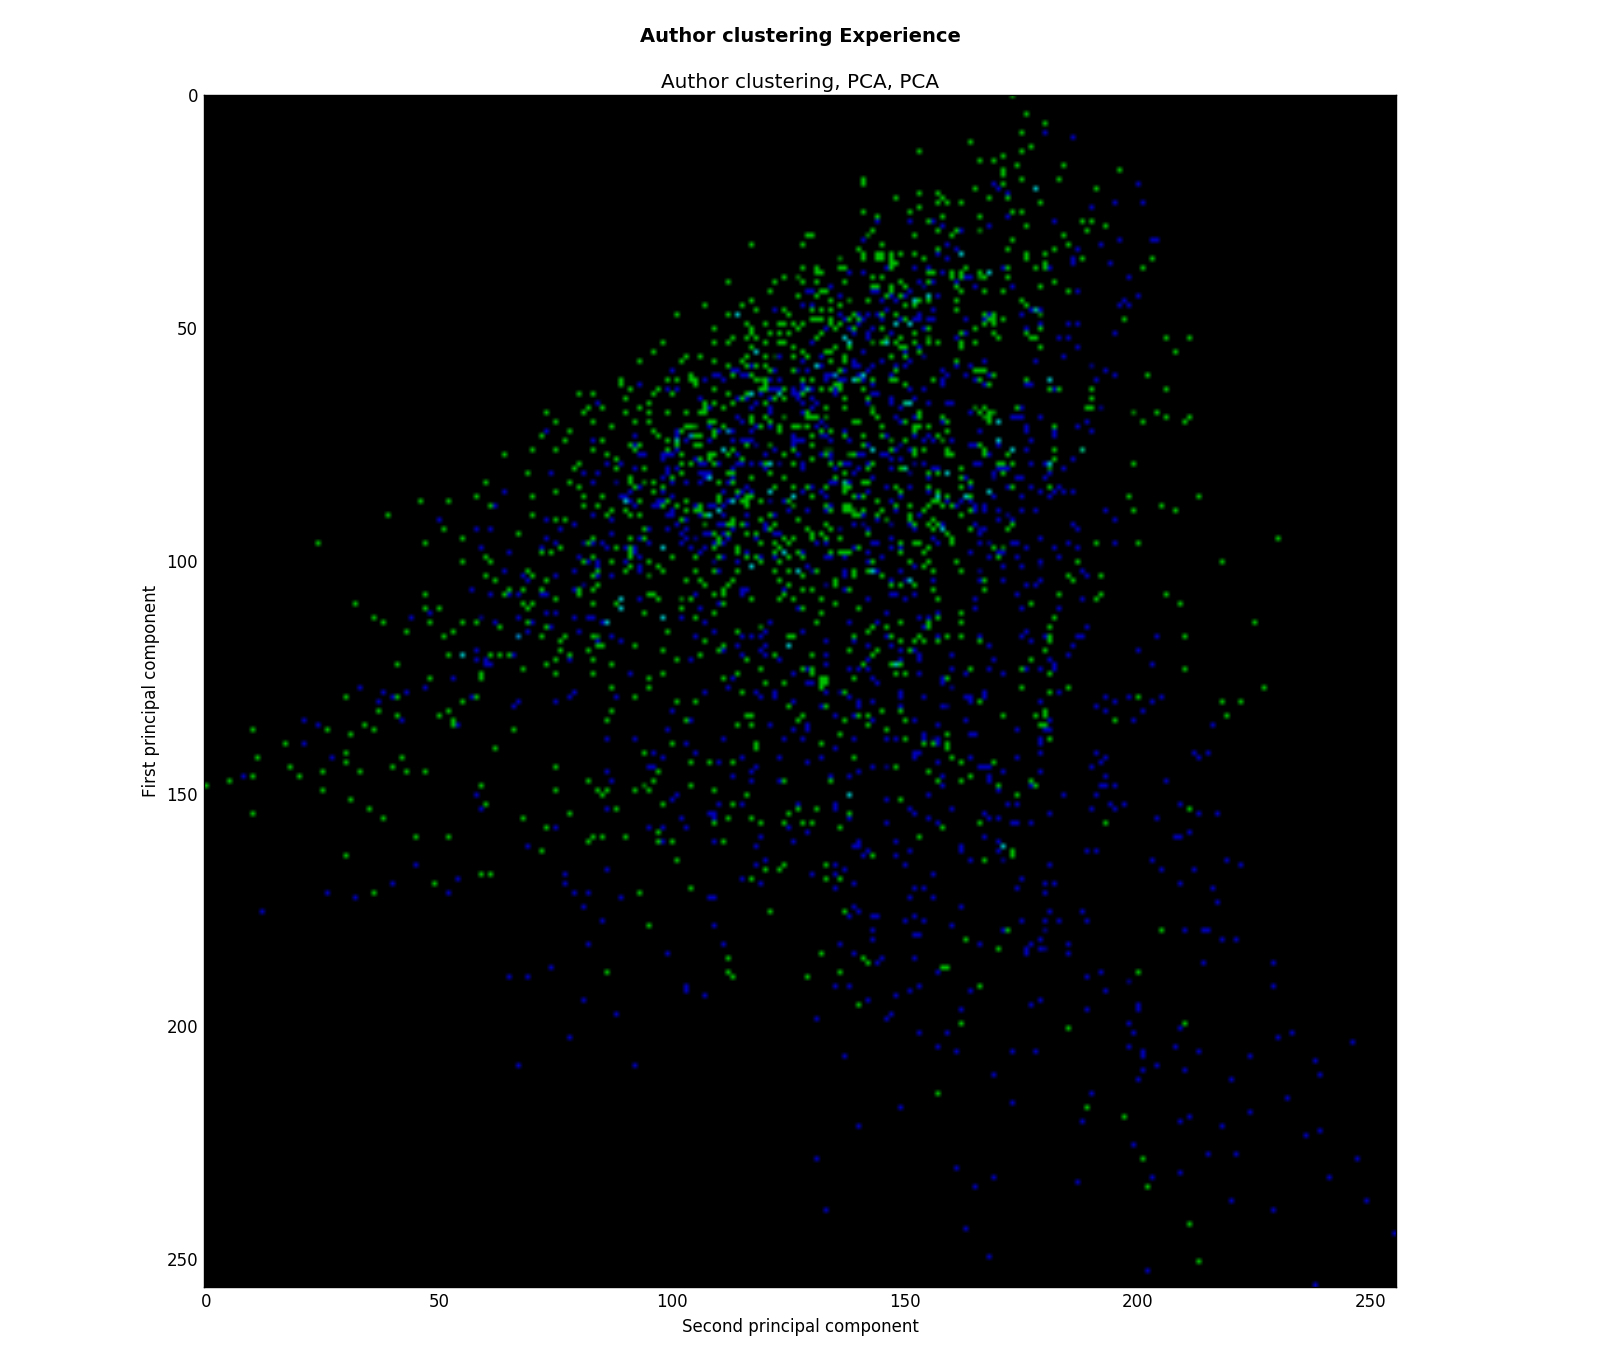 Author clustering Experience
Author clustering, PCA, PCA
0
50
100
150
200
250
First principal component
0 50 100 150 200 250
Second principal component